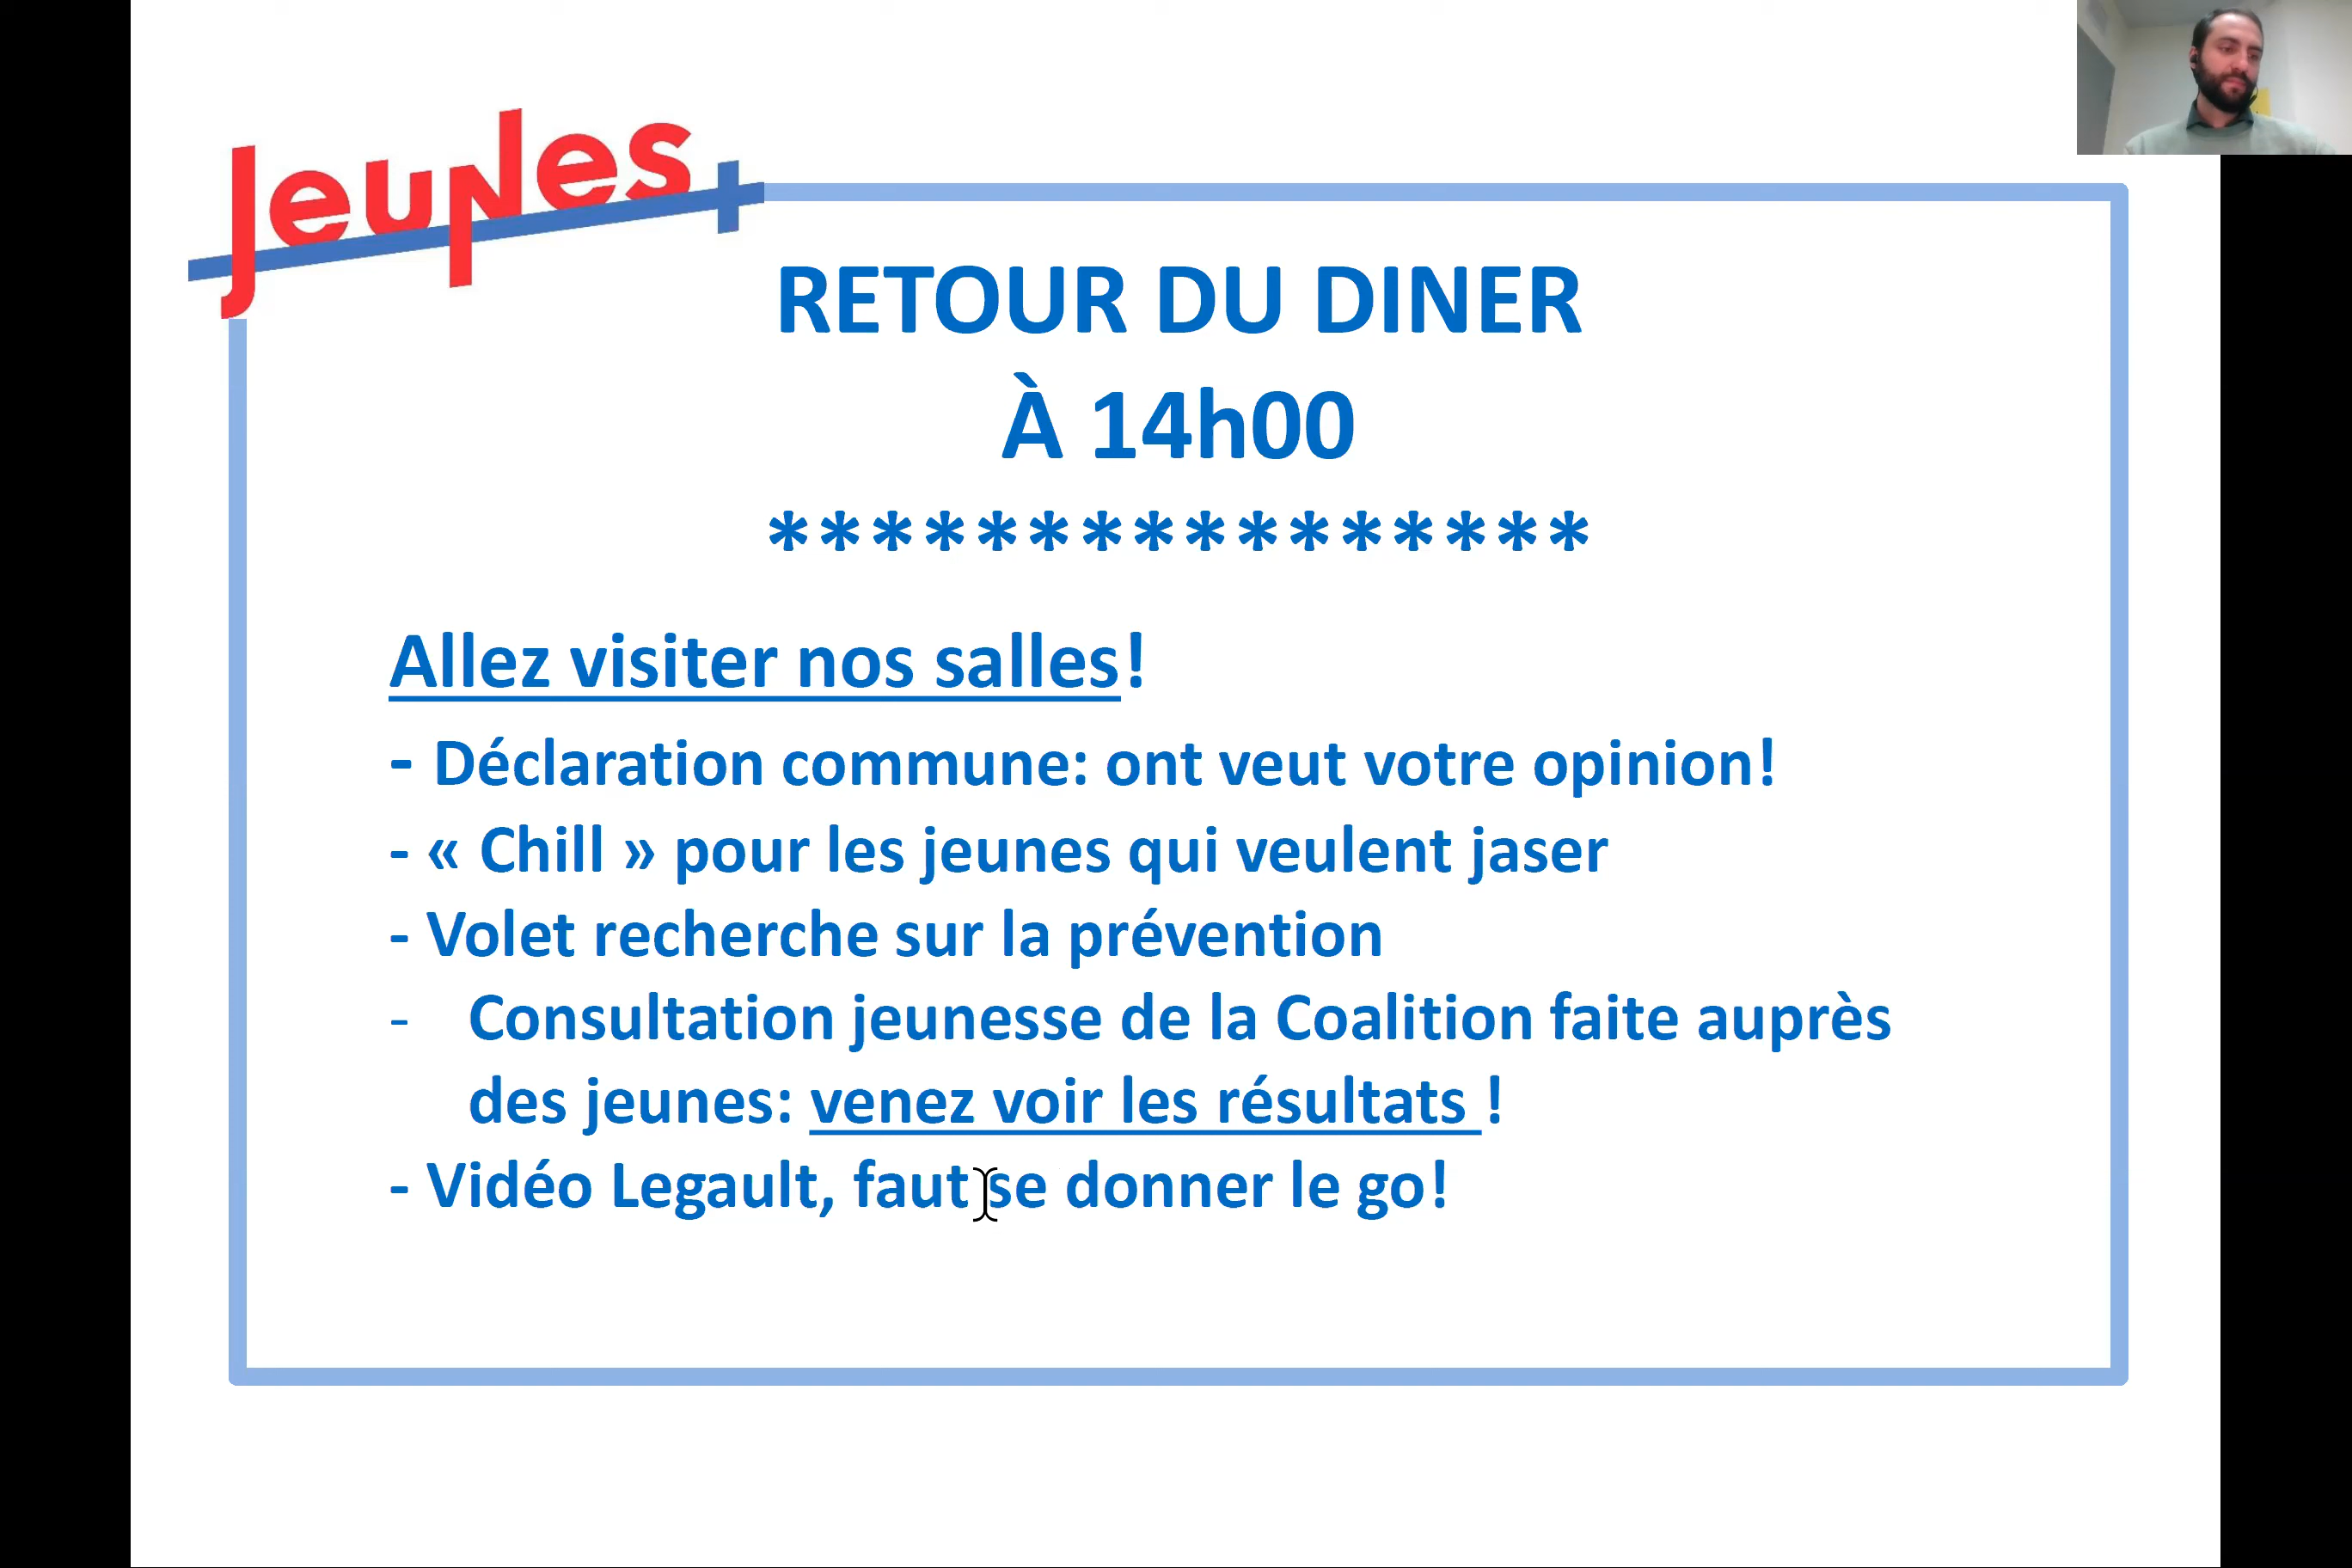 Jeunes+
RETOUR DU DINER
À 14h00
****************
Allez visiter nos salles!
- Déclaration commune: ont veut votre opinion!
- « Chill » pour les jeunes qui veulent jaser
- Volet recherche sur la prévention
- Consultation jeunesse de la Coalition faite auprès
des jeunes: venez voir les résultats !
- Vidéo Legault, faut se donner le go!